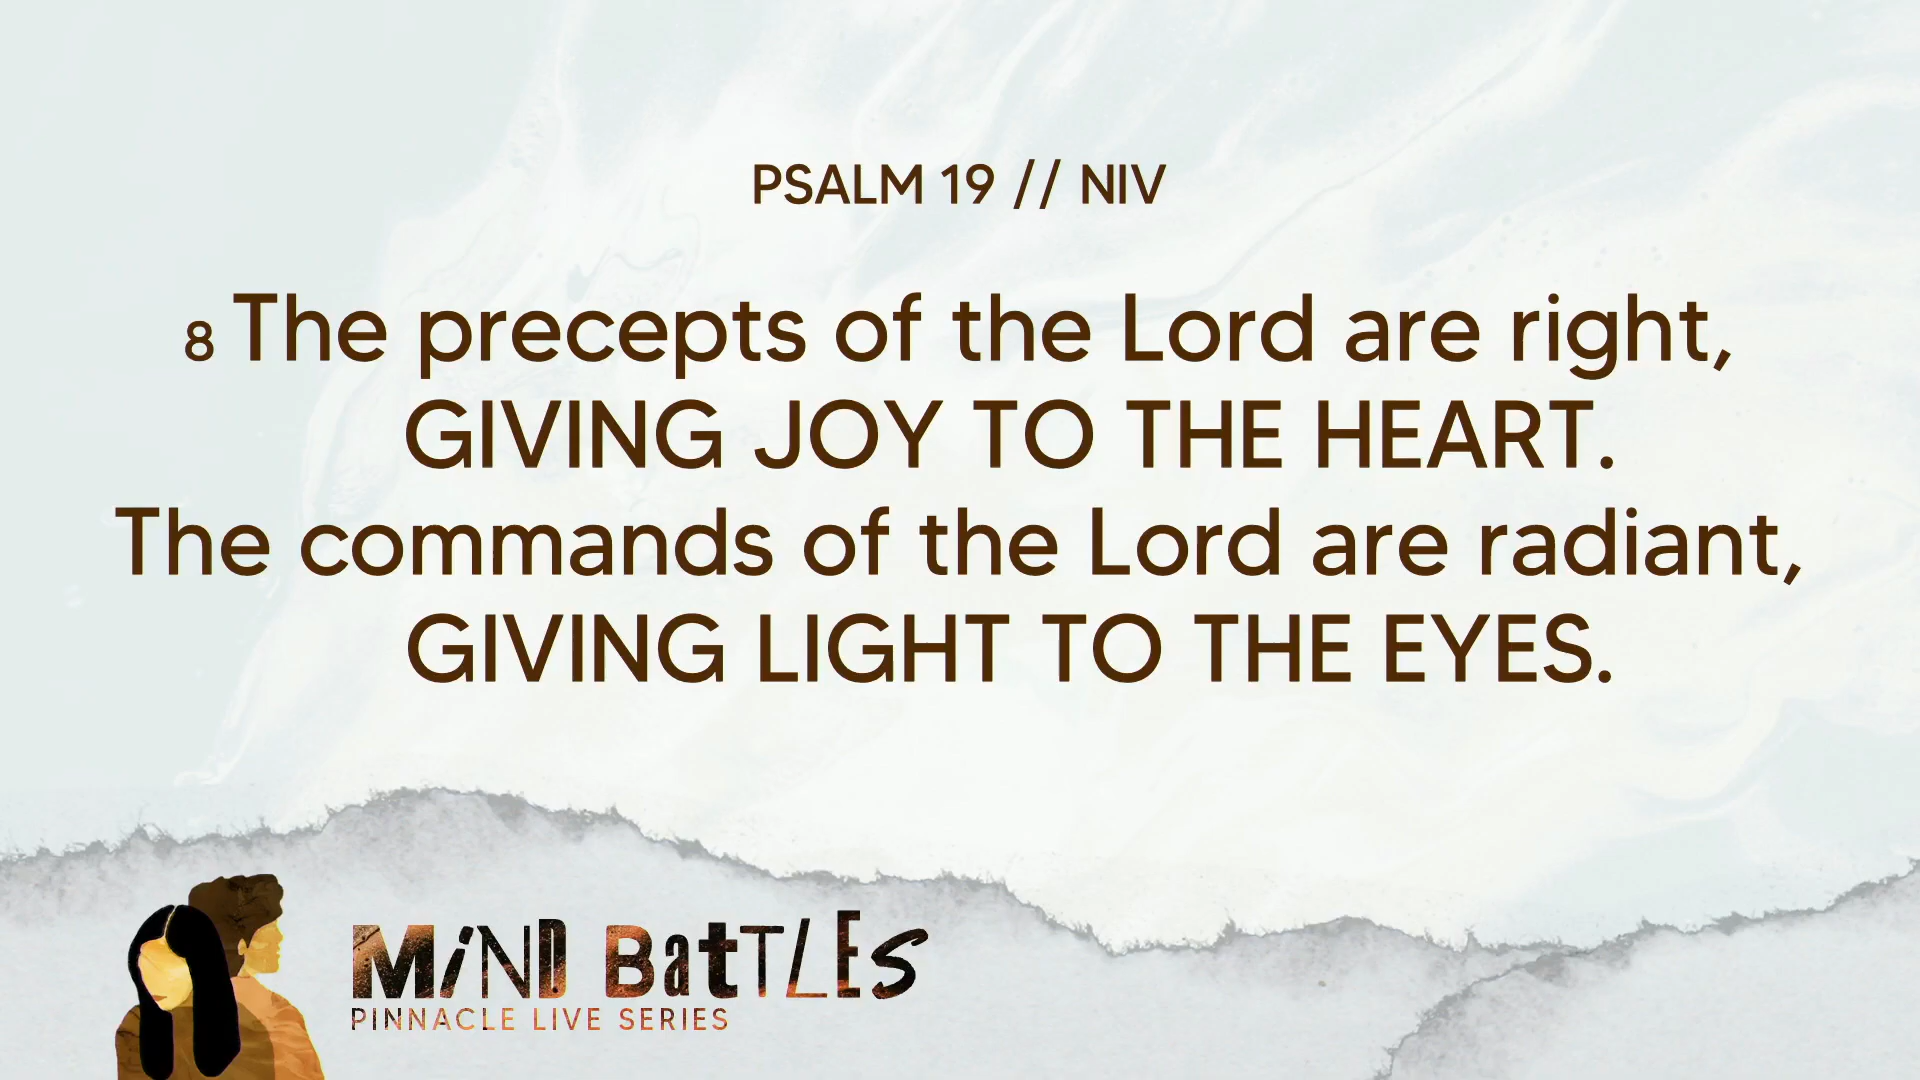 PSALM 19 // NIV
8 The precepts of the Lord are right,
GIVING JOY TO THE HEART.
The commands of the Lord are radiant,
GIVING LIGHT TO THE EYES.
MiND BatTLES
PINNACLE LIVE SERIES